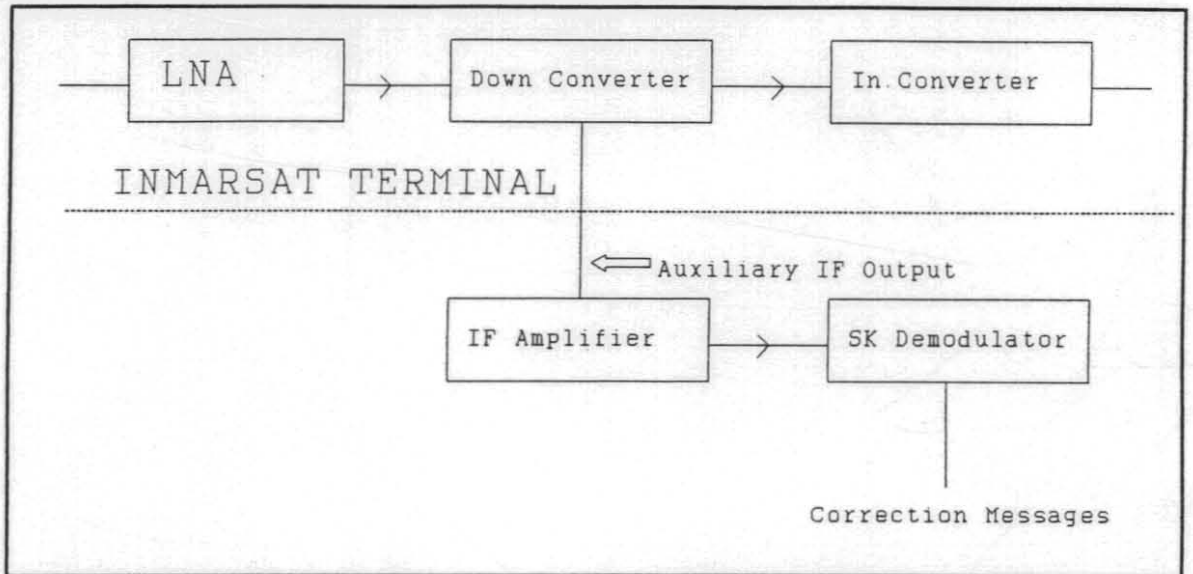 LNA
Down Converter
In Converter
INMARSAT TERMINAL
Auxiliary IF Output
IF Amplifier
SK Demodulator
Correction Messages